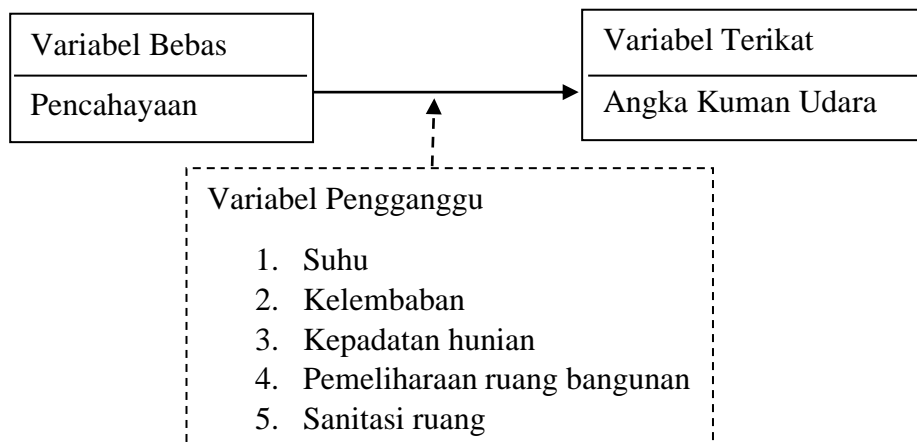 Variabel Bebas
Pencahayaan
Variabel Terikat
Angka Kuman Udara
Variabel Pengganggu
1. Suhu
2. Kelembaban
3. Kepadatan hunian
4. Pemeliharaan ruang bangunan
5. Sanitasi ruang